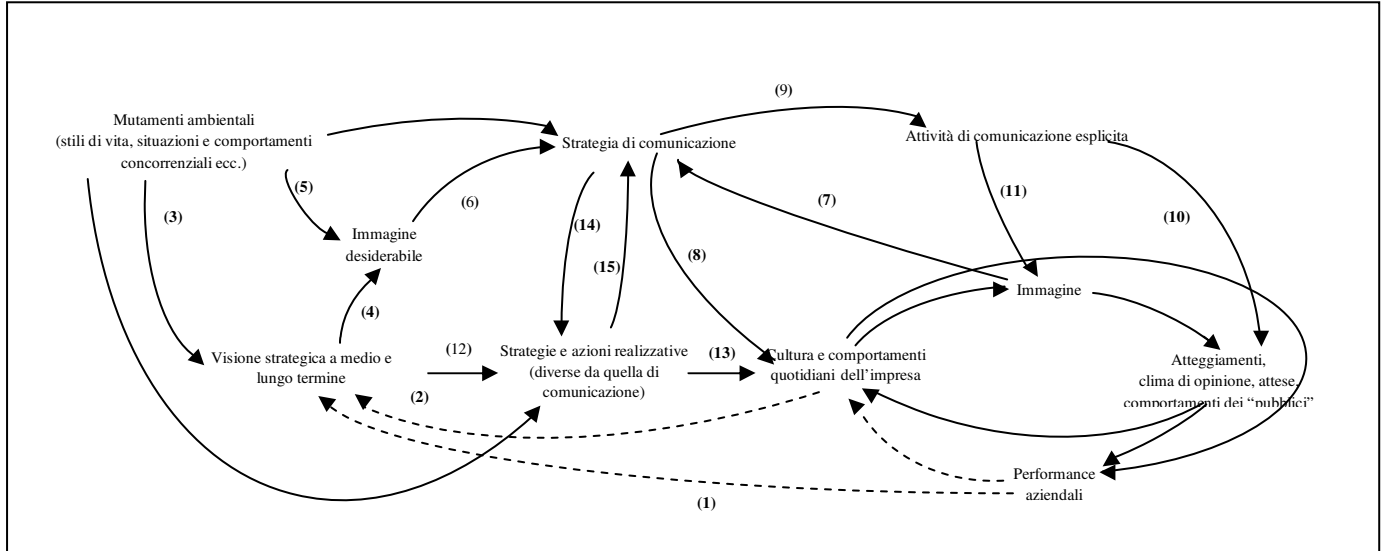 (9)
Mutamenti ambientali
(stili di vita, situazioni e comportamenti
concorrenziali ecc.)
Strategia di comunicazione
Attività di comunicazione esplicita
(5)
(3)
(6)
(7)
(11)
(10)
Immagine
desiderabile
(14)
(15)
(8)
(4)
Immagine
Visione strategica a medio e
lungo termine
(12)
(2)
Strategie e azioni realizzative
(diverse da quella di
comunicazione)
(13)
Cultura e comportamenti
quotidiani dell’impresa
Atteggiamenti,
clima di opinione, attese,
comportamenti dei “pubblici”
Performance
aziendali
(1)